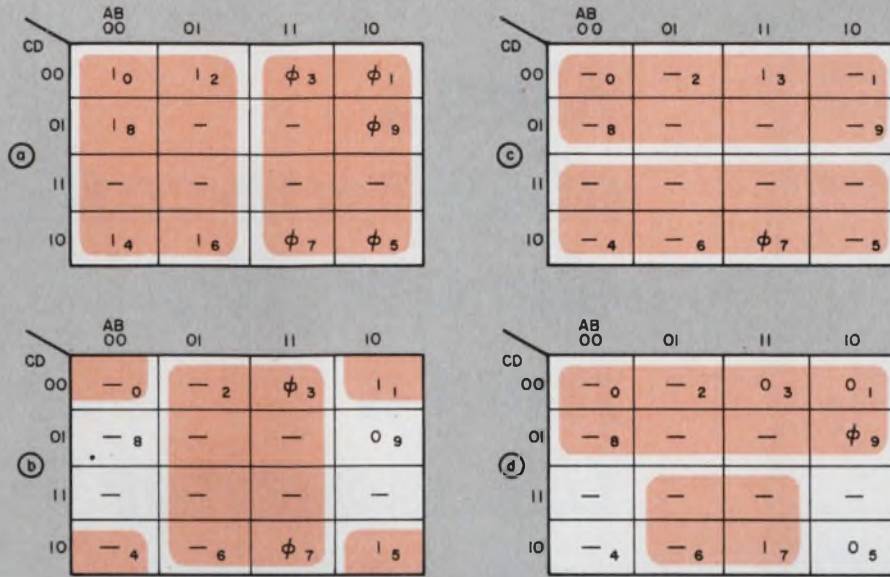 AB
00 01 11 10
CD
00 1 0 1 2 ϕ 3 ϕ 1
01 1 8 — — ϕ 9
11 — — — —
10 1 4 1 6 ϕ 7 ϕ 5
a
AB
00 01 11 10
CD
00 — 0 — 2 1 3 — 1
01 — 8 — — — 9
11 — — — —
10 — 4 — 6 ϕ 7 — 5
c
AB
00 01 11 10
CD
00 — 0 — 2 ϕ 3 1 1
01 — 8 — — 0 9
11 — — — —
10 — 4 — 6 ϕ 7 1 5
b
AB
00 01 11 10
CD
00 — 0 — 2 0 3 0 1
01 — 8 — — ϕ 9
11 — — — —
10 — 4 — 6 1 7 0 5
d